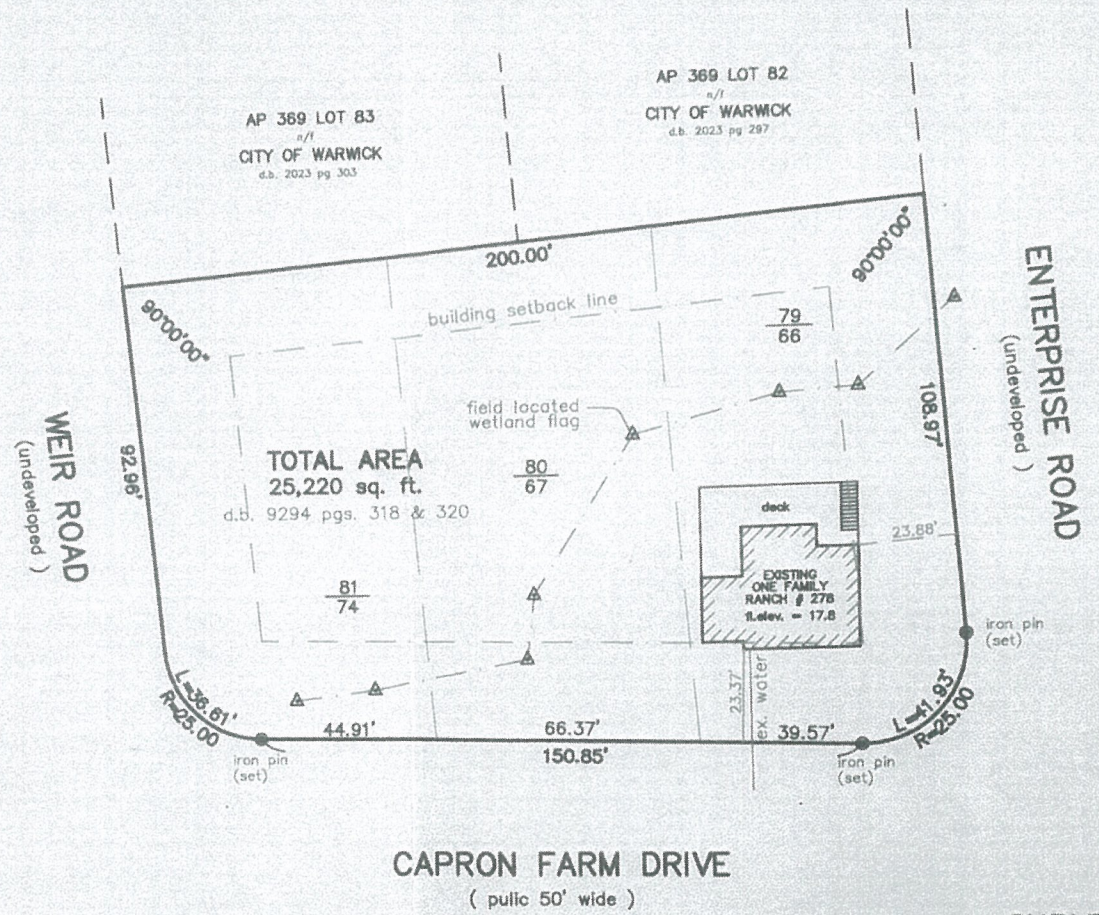 AP 369 LOT 83
n/f
CITY OF WARWICK
d.b. 2023 pg 303
AP 369 LOT 82
n/f
CITY OF WARWICK
d.b. 2023 pg 297
200.00'
90°00'00"
90°00'00"
building setback line
79
66
ENTERPRISE ROAD
(undeveloped )
108.97'
field located
wetland flag
WEIR ROAD
(undeveloped )
92.96'
TOTAL AREA
25,220 sq. ft.
d.b. 9294 pgs. 318 & 320
80
67
81
74
deck
23.88'
EXISTING
ONE FAMILY
RANCH # 278
fl.elev. = 17.8
iron pin
(set)
23.37'
ex. water
L=36.61'
R=25.00
L=41.93'
R=25.00
44.91'
66.37'
39.57'
150.85'
iron pin
(set)
iron pin
(set)
CAPRON FARM DRIVE
( pulic 50' wide )